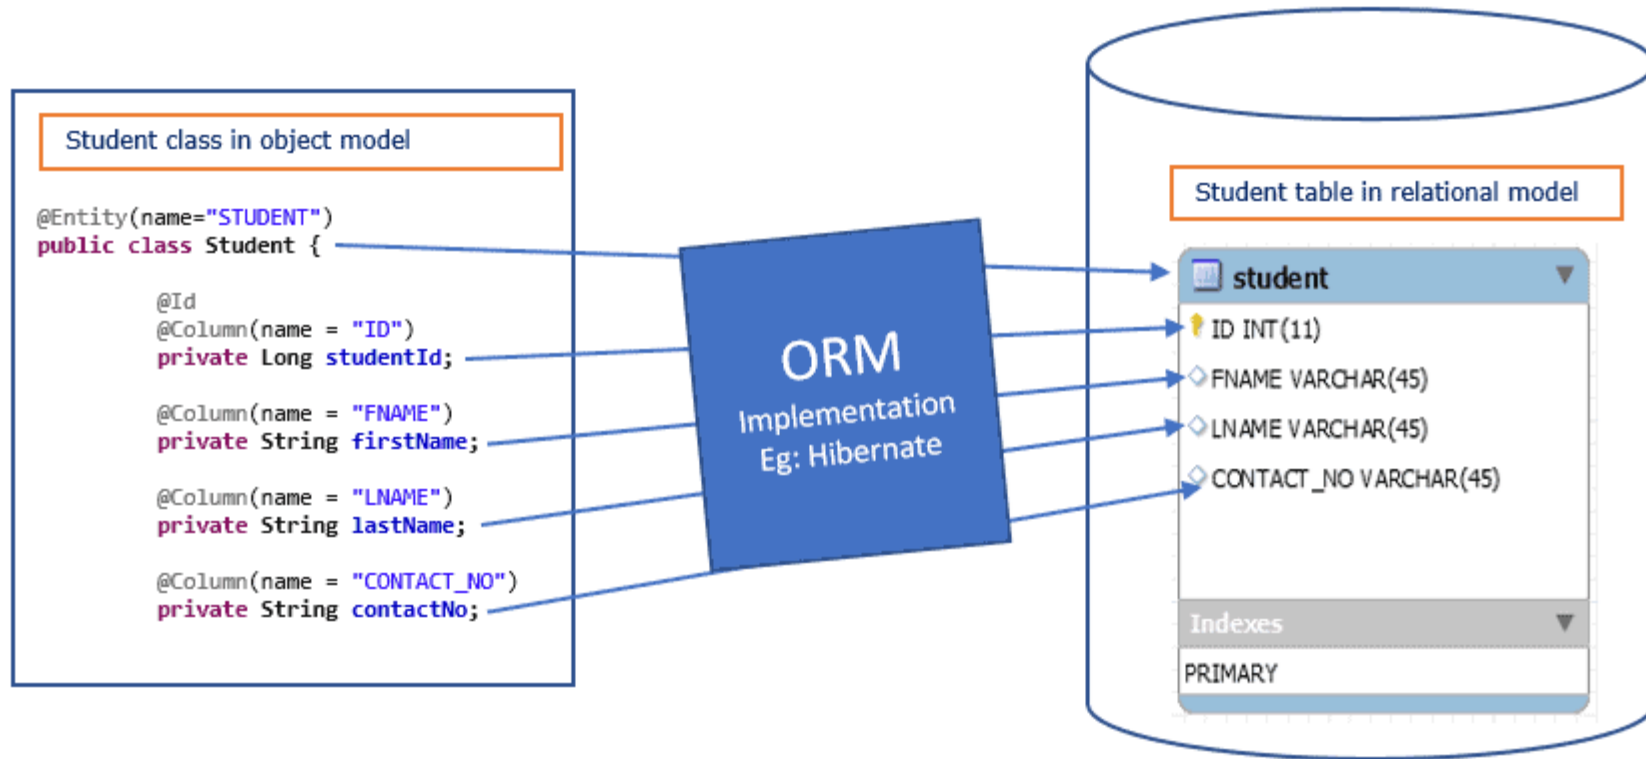 Student class in object model
@Entity(name="STUDENT")
public class Student {
@Id
@Column(name = "ID")
private Long studentId;
@Column(name = "FNAME")
private String firstName;
@Column(name = "LNAME")
private String lastName;
@Column(name = "CONTACT_NO")
private String contactNo;
ORM
Implementation
Eg: Hibernate
Student table in relational model
student
ID INT(11)
FNAME VARCHAR(45)
LNAME VARCHAR(45)
CONTACT_NO VARCHAR(45)
Indexes
PRIMARY